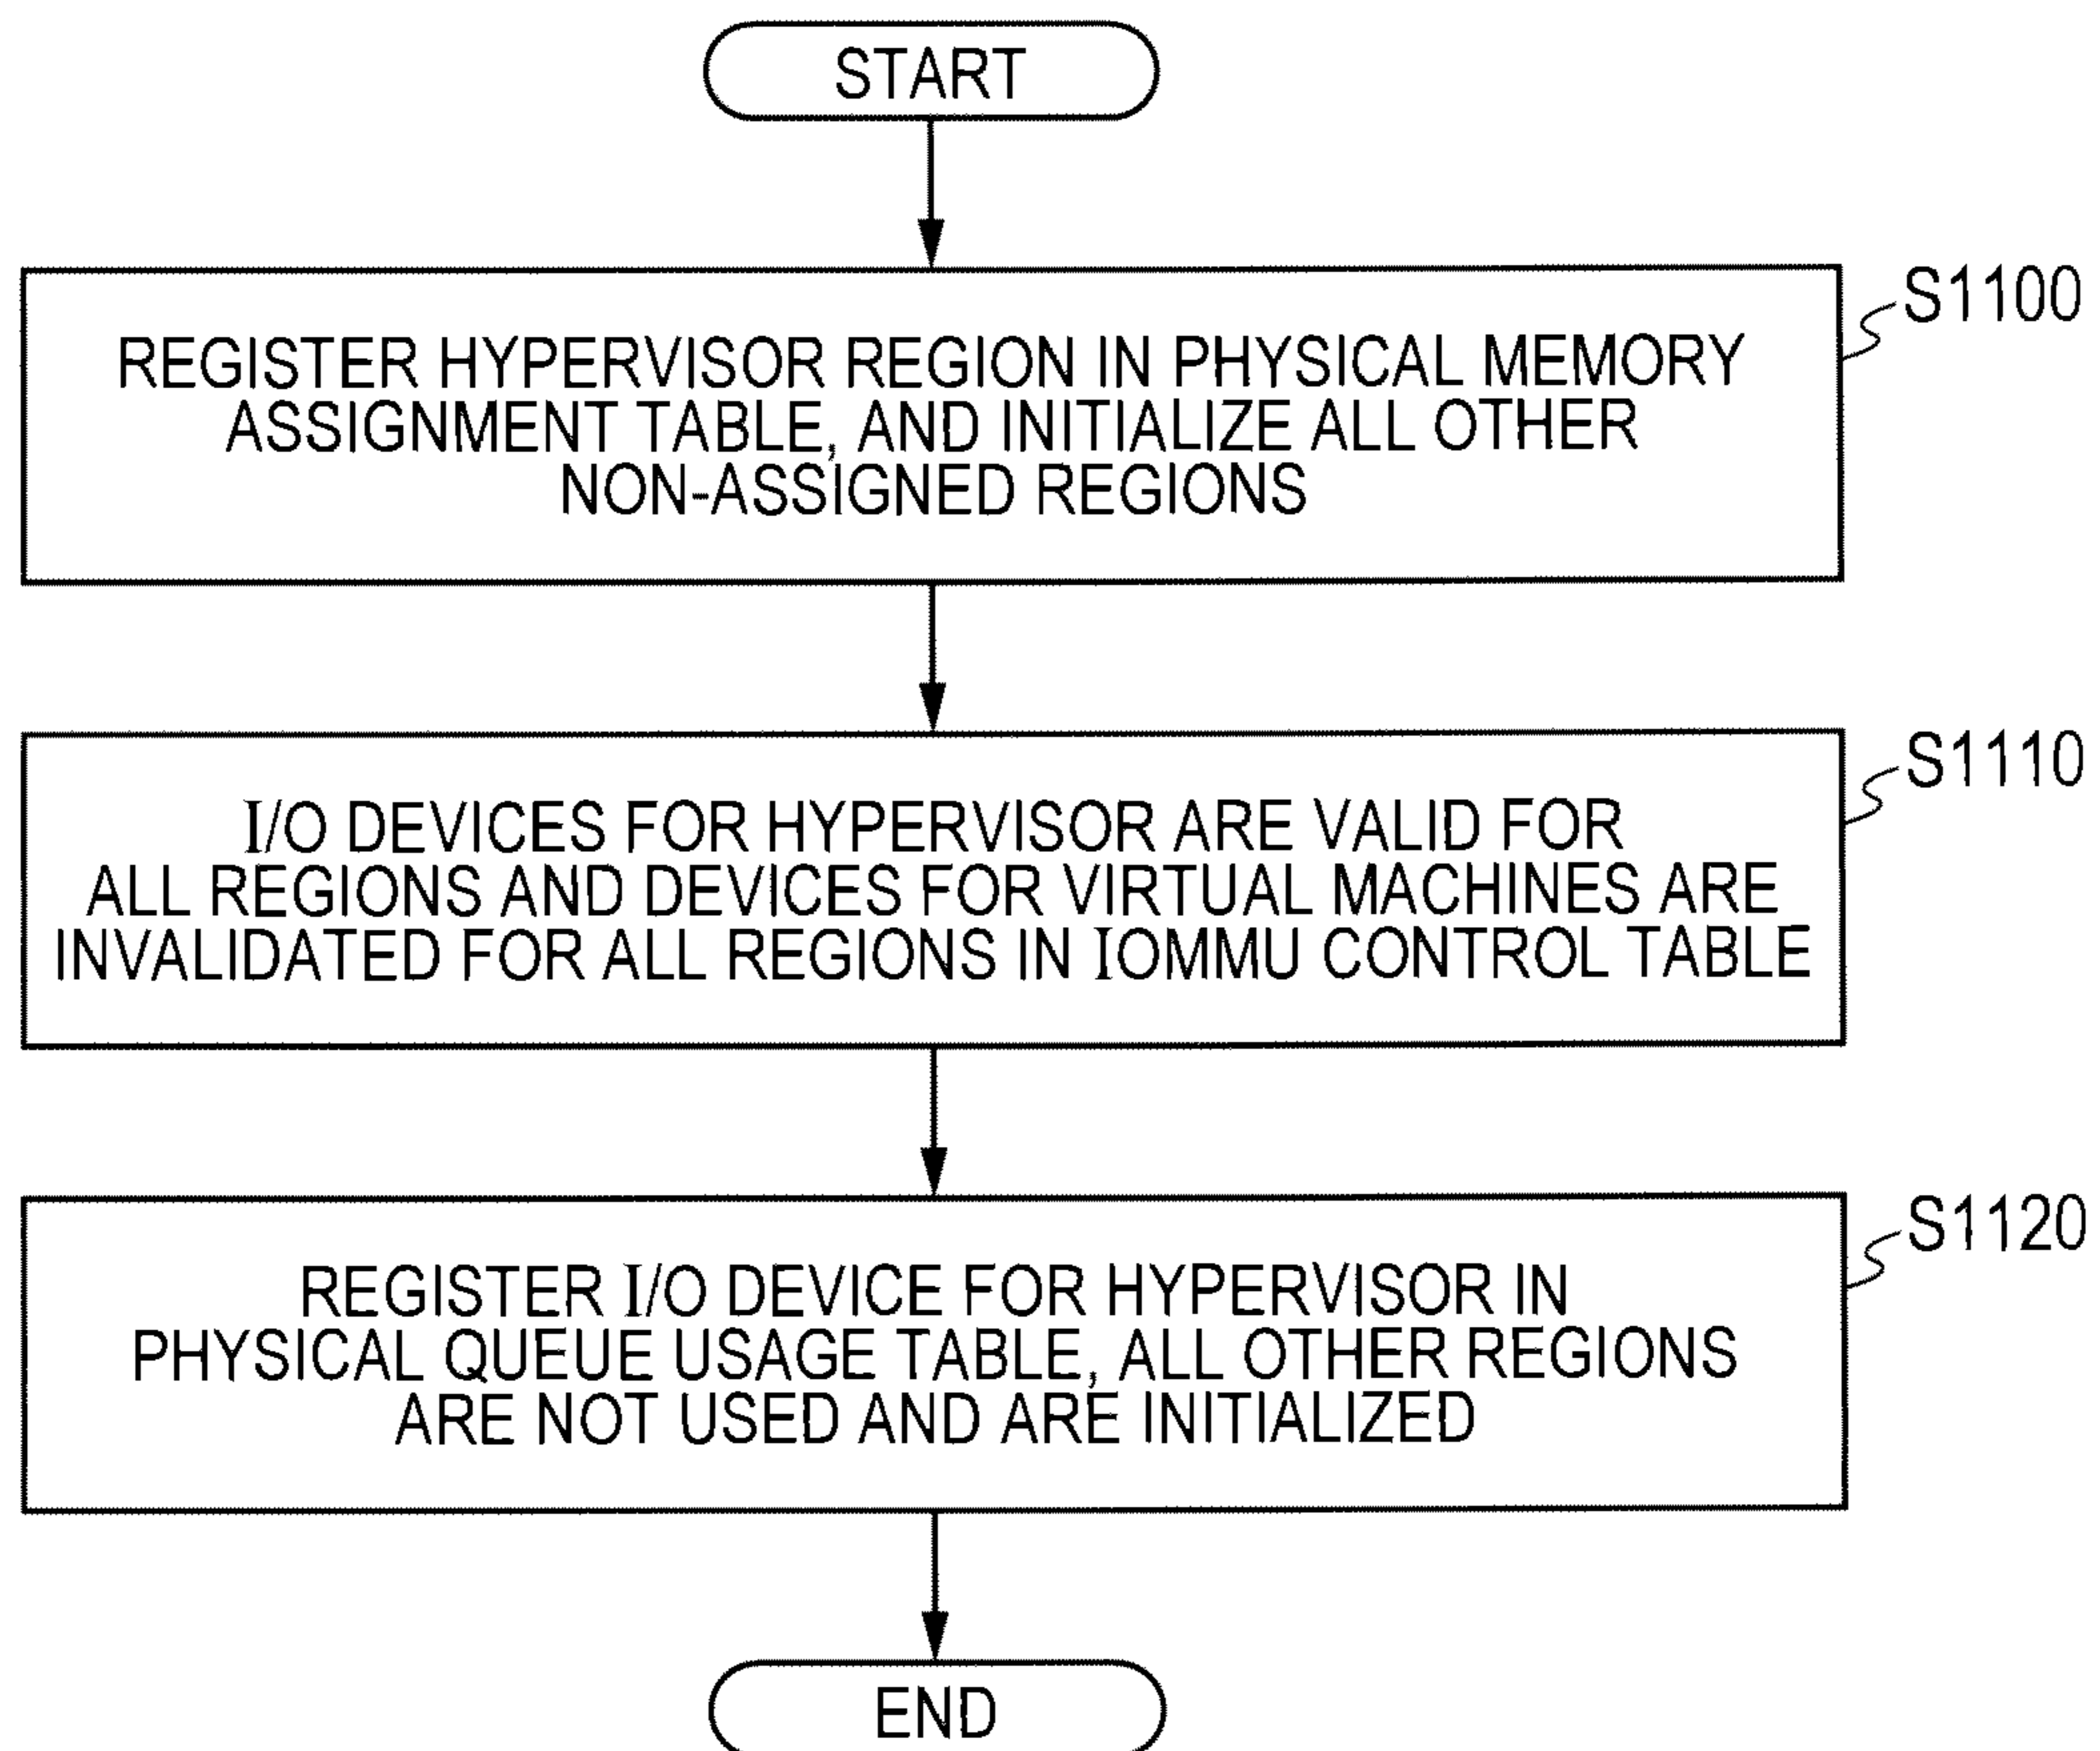 START
S1100
REGISTER HYPERVISOR REGION IN PHYSICAL MEMORY
ASSIGNMENT TABLE, AND INITIALIZE ALL OTHER
NON-ASSIGNED REGIONS
S1110
I/O DEVICES FOR HYPERVISOR ARE VALID FOR
ALL REGIONS AND DEVICES FOR VIRTUAL MACHINES ARE
INVALIDATED FOR ALL REGIONS IN IOMMU CONTROL TABLE
S1120
REGISTER I/O DEVICE FOR HYPERVISOR IN
PHYSICAL QUEUE USAGE TABLE, ALL OTHER REGIONS
ARE NOT USED AND ARE INITIALIZED
END